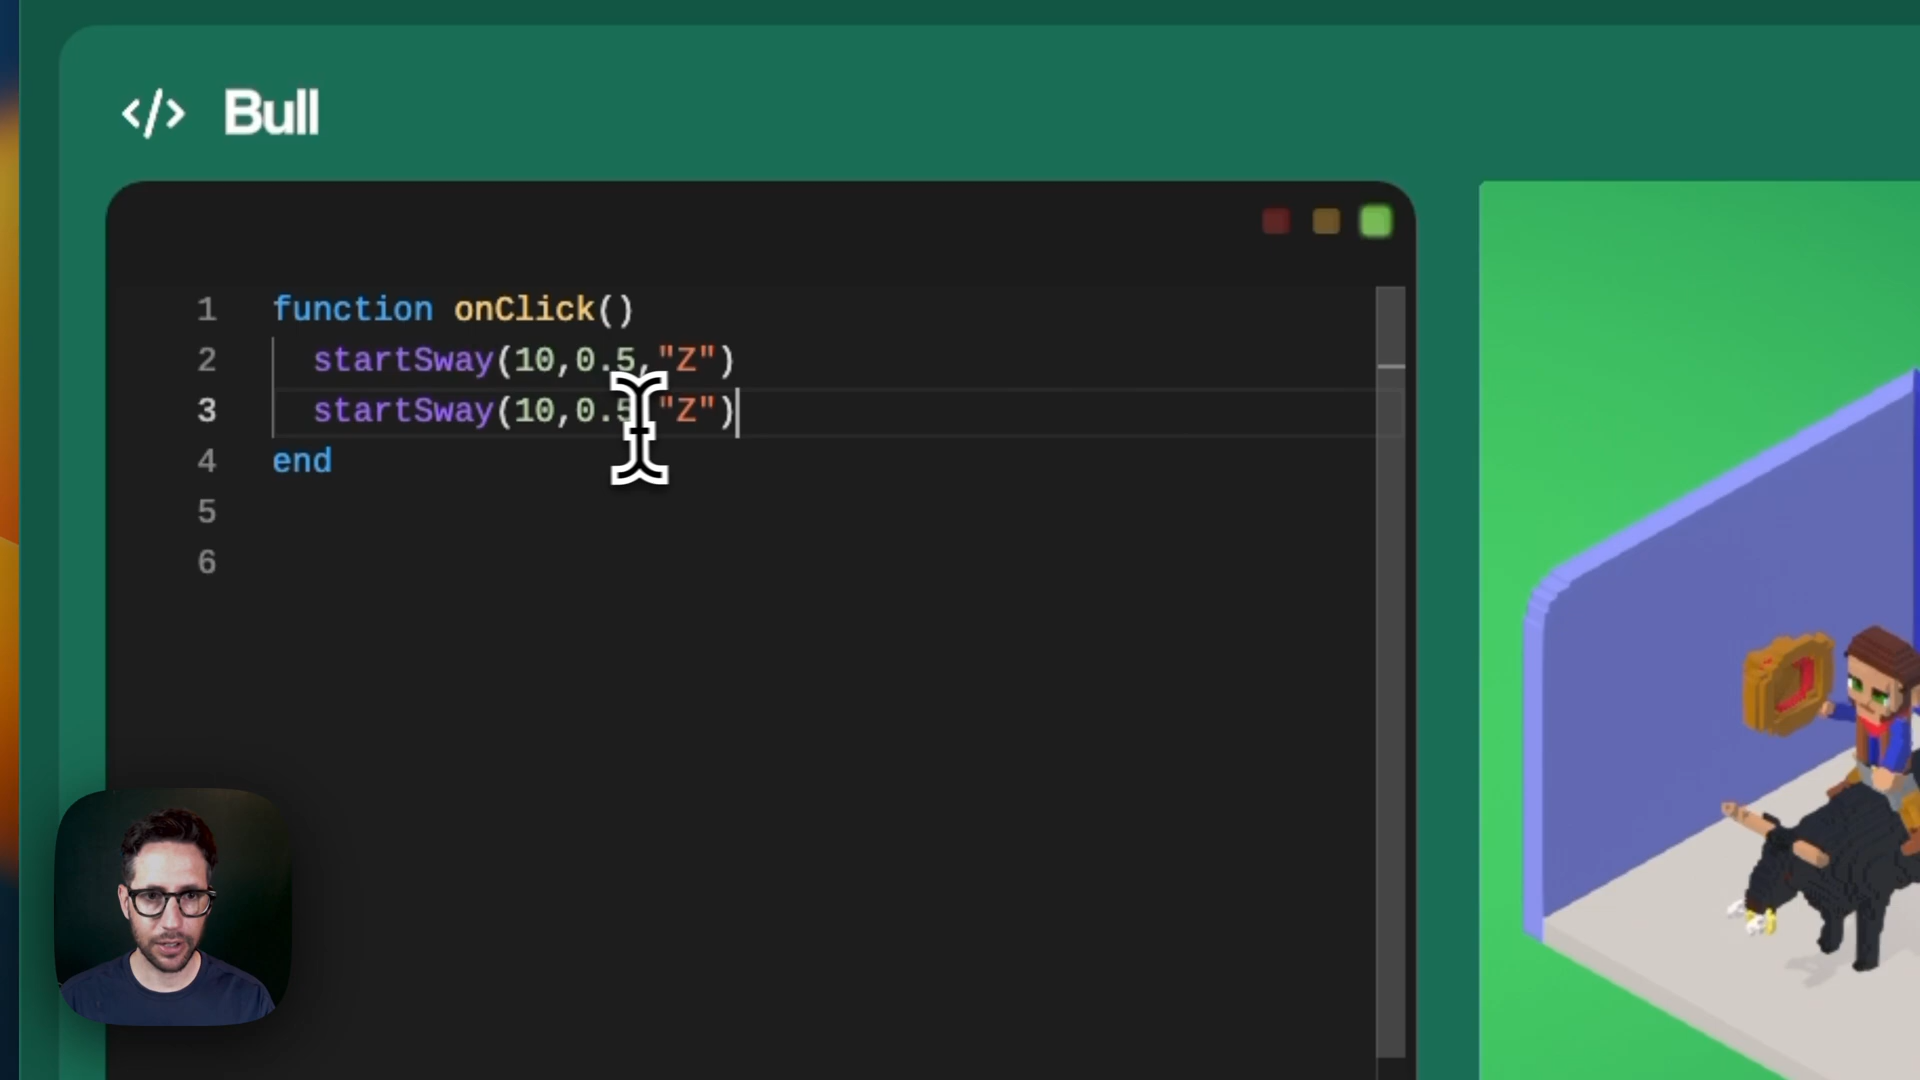 </> Bull
1 function onClick()
2 startSway(10,0.5,"Z")
3 startSway(10,0.5,"Z")
4 end
5
6